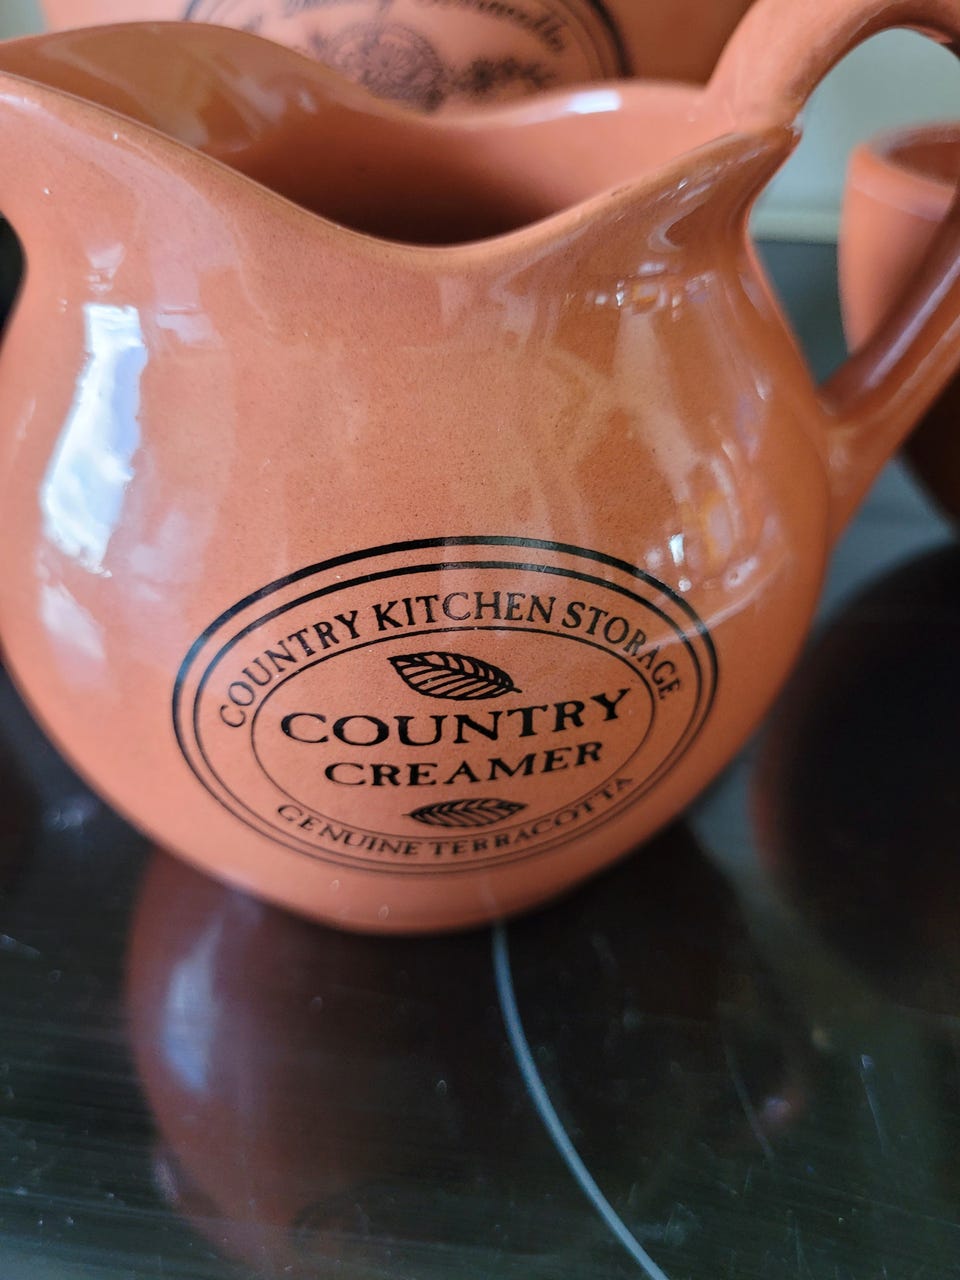 COUNTRY KITCHEN STORAGE
COUNTRY
CREAMER
GENUINE TERRACOTTA